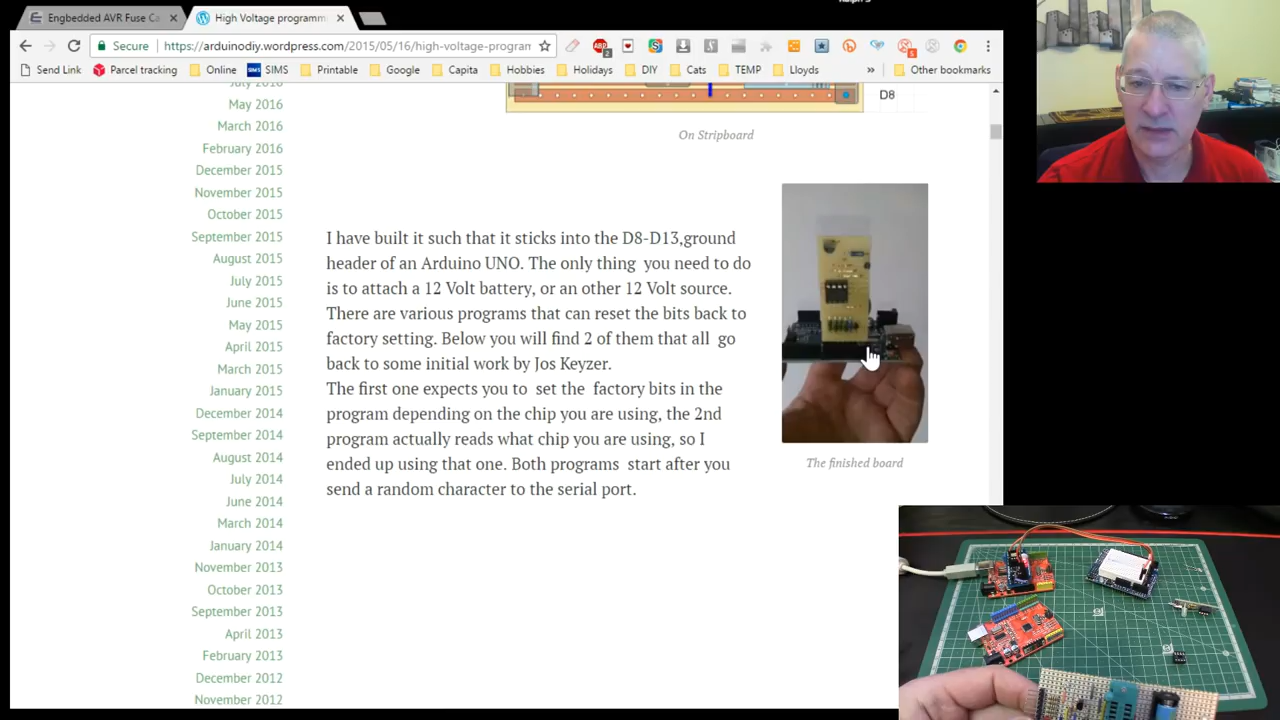 Engbedded AVR Fuse Ca
High Voltage programm
Secure
https://arduinodiy.wordpress.com/2015/05/16/high-voltage-program
Send Link
Parcel tracking
Online
SIMS
Printable
Google
Capita
Hobbies
Holidays
DIY
Cats
TEMP
Lloyds
Other bookmarks
May 2016
March 2016
February 2016
December 2015
November 2015
October 2015
September 2015
August 2015
July 2015
June 2015
May 2015
April 2015
March 2015
January 2015
December 2014
September 2014
August 2014
July 2014
June 2014
March 2014
January 2014
November 2013
October 2013
September 2013
April 2013
February 2013
December 2012
November 2012
D8
On Stripboard
I have built it such that it sticks into the D8-D13,ground
header of an Arduino UNO. The only thing you need to do
is to attach a 12 Volt battery, or an other 12 Volt source.
There are various programs that can reset the bits back to
factory setting. Below you will find 2 of them that all go
back to some initial work by Jos Keyzer.
The first one expects you to set the factory bits in the
program depending on the chip you are using, the 2nd
program actually reads what chip you are using, so I
ended up using that one. Both programs start after you
send a random character to the serial port.
The finished board